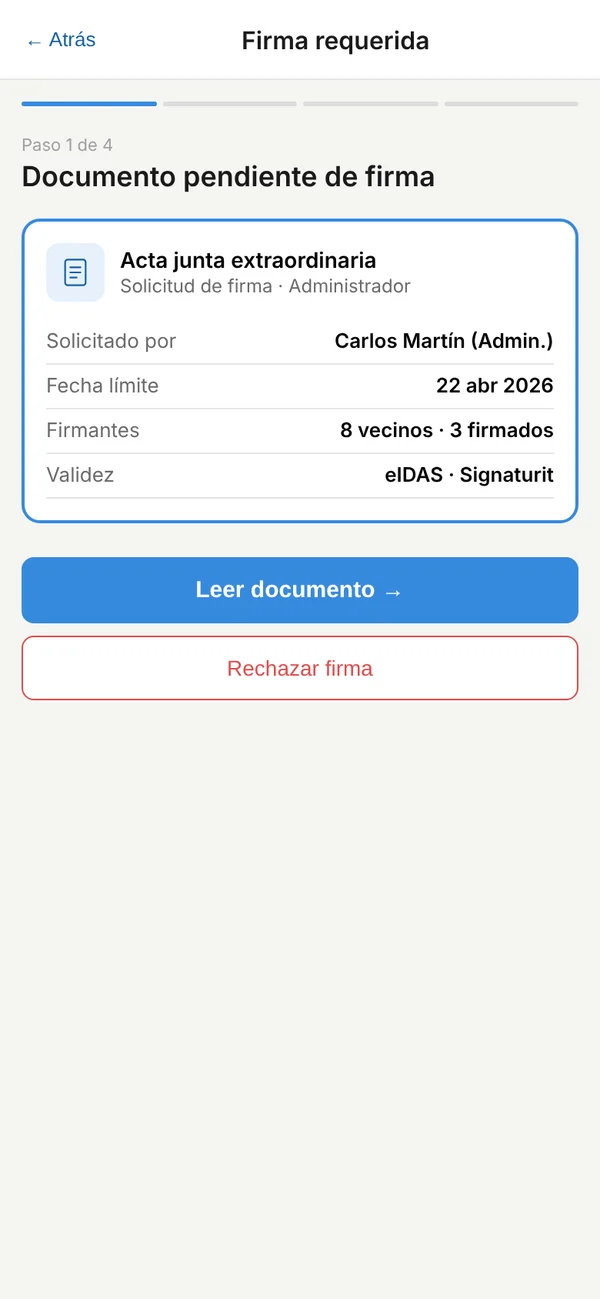 ← Atrás
Firma requerida
Paso 1 de 4
Documento pendiente de firma
Acta junta extraordinaria
Solicitud de firma · Administrador
Solicitado por Carlos Martín (Admin.)
Fecha límite 22 abr 2026
Firmantes 8 vecinos · 3 firmados
Validez eIDAS · Signaturit
Leer documento →
Rechazar firma